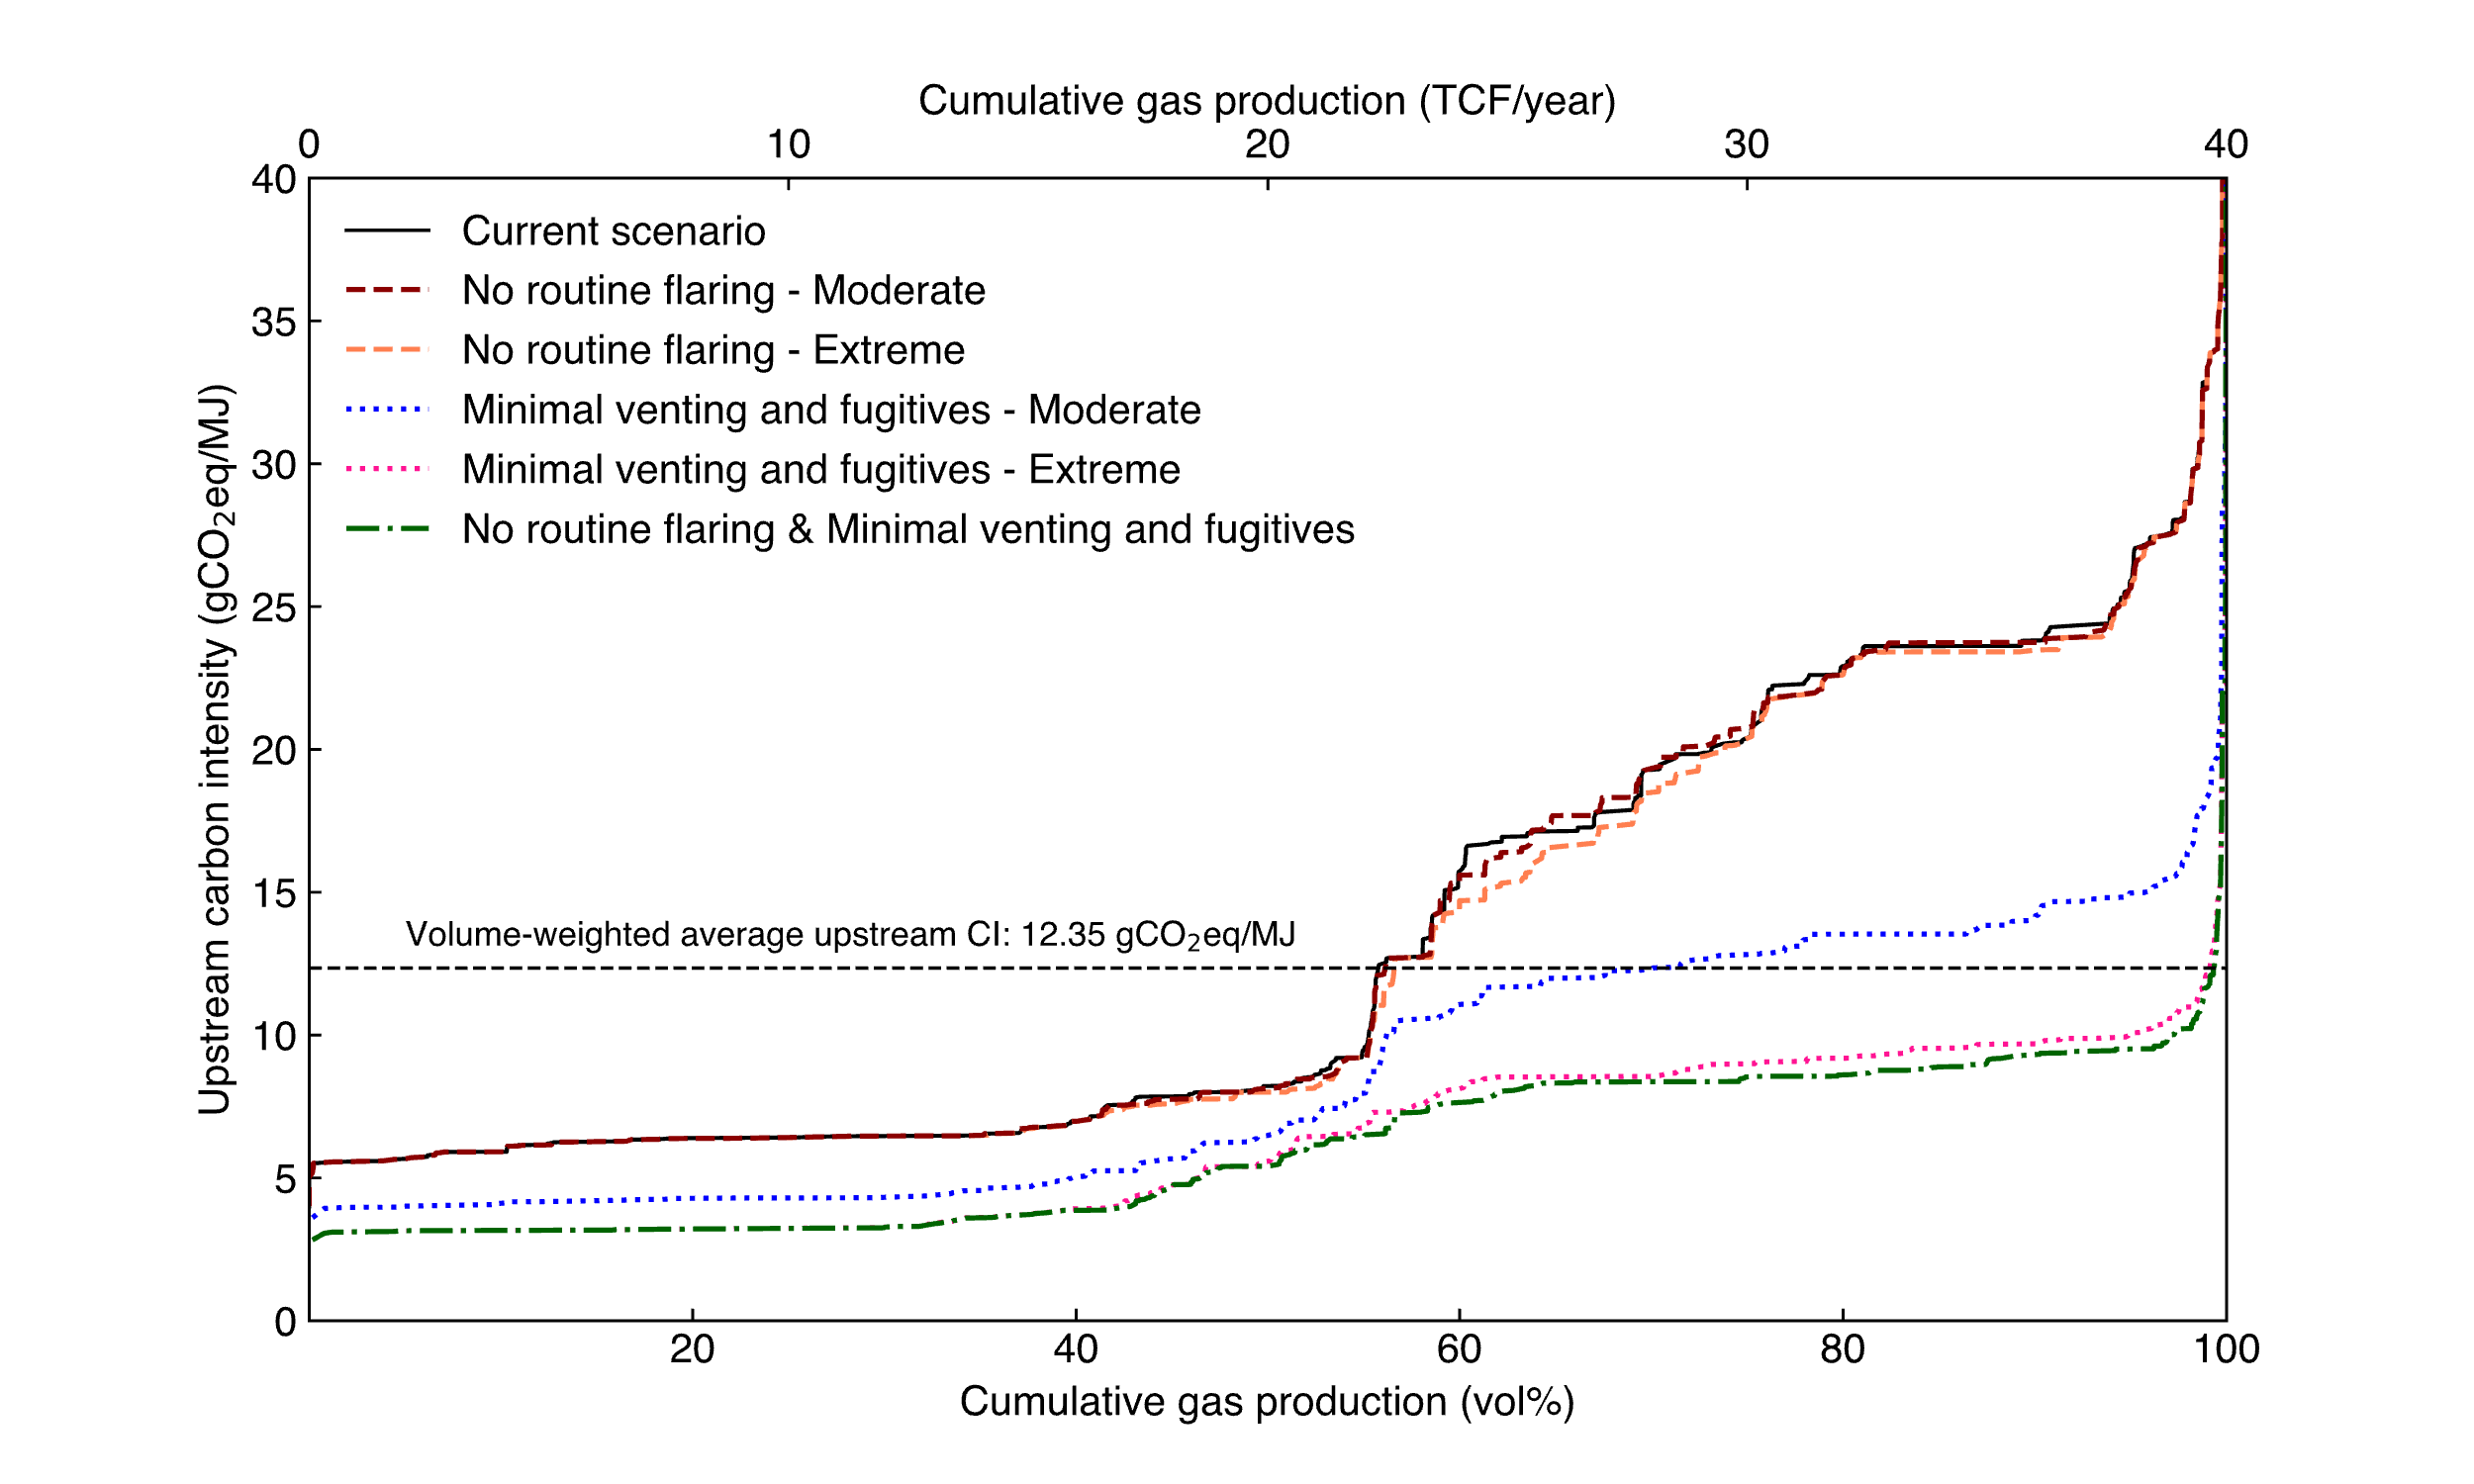 Cumulative gas production (TCF/year)
0 10 20 30 40
40
35
30
25
20
15
10
5
0
Upstream carbon intensity (gCO₂eq/MJ)
Current scenario
No routine flaring - Moderate
No routine flaring - Extreme
Minimal venting and fugitives - Moderate
Minimal venting and fugitives - Extreme
No routine flaring & Minimal venting and fugitives
Volume-weighted average upstream CI: 12.35 gCO₂eq/MJ
20 40 60 80 100
Cumulative gas production (vol%)